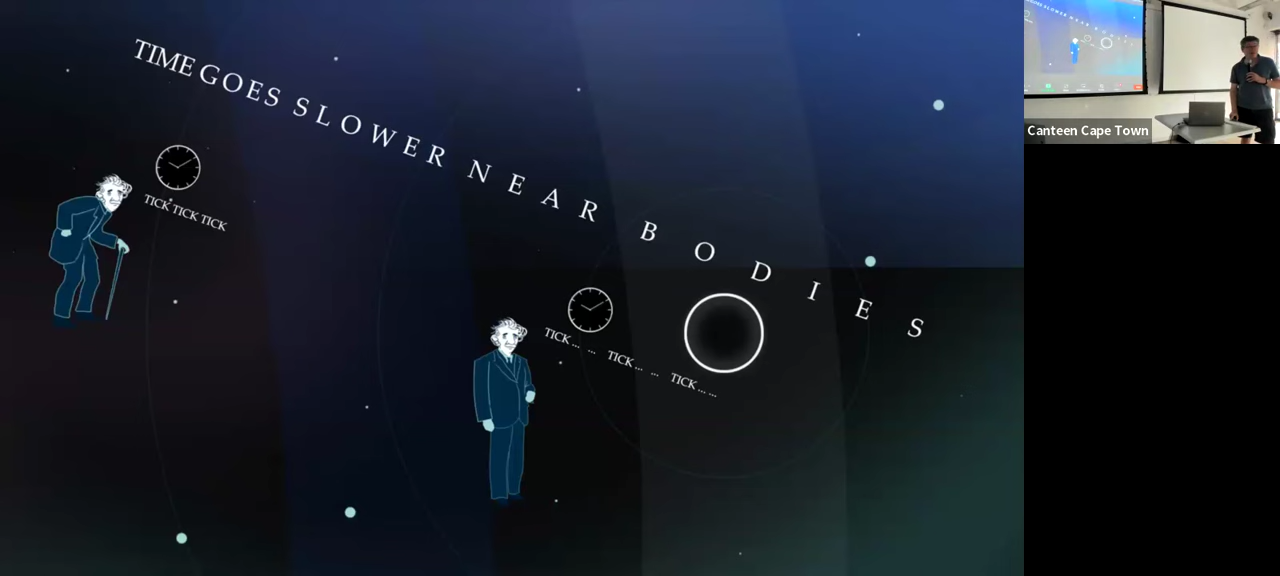 TIME GOES SLOWER NEAR BODIES
TICK TICK TICK
TICK... ... TICK... ... TICK... ...
Canteen Cape Town